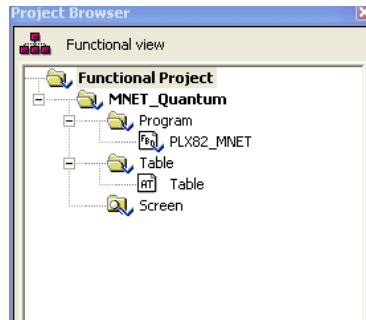 Project Browser
Functional view
Functional Project
MNET_Quantum
Program
PLX82_MNET
Table
Table
Screen